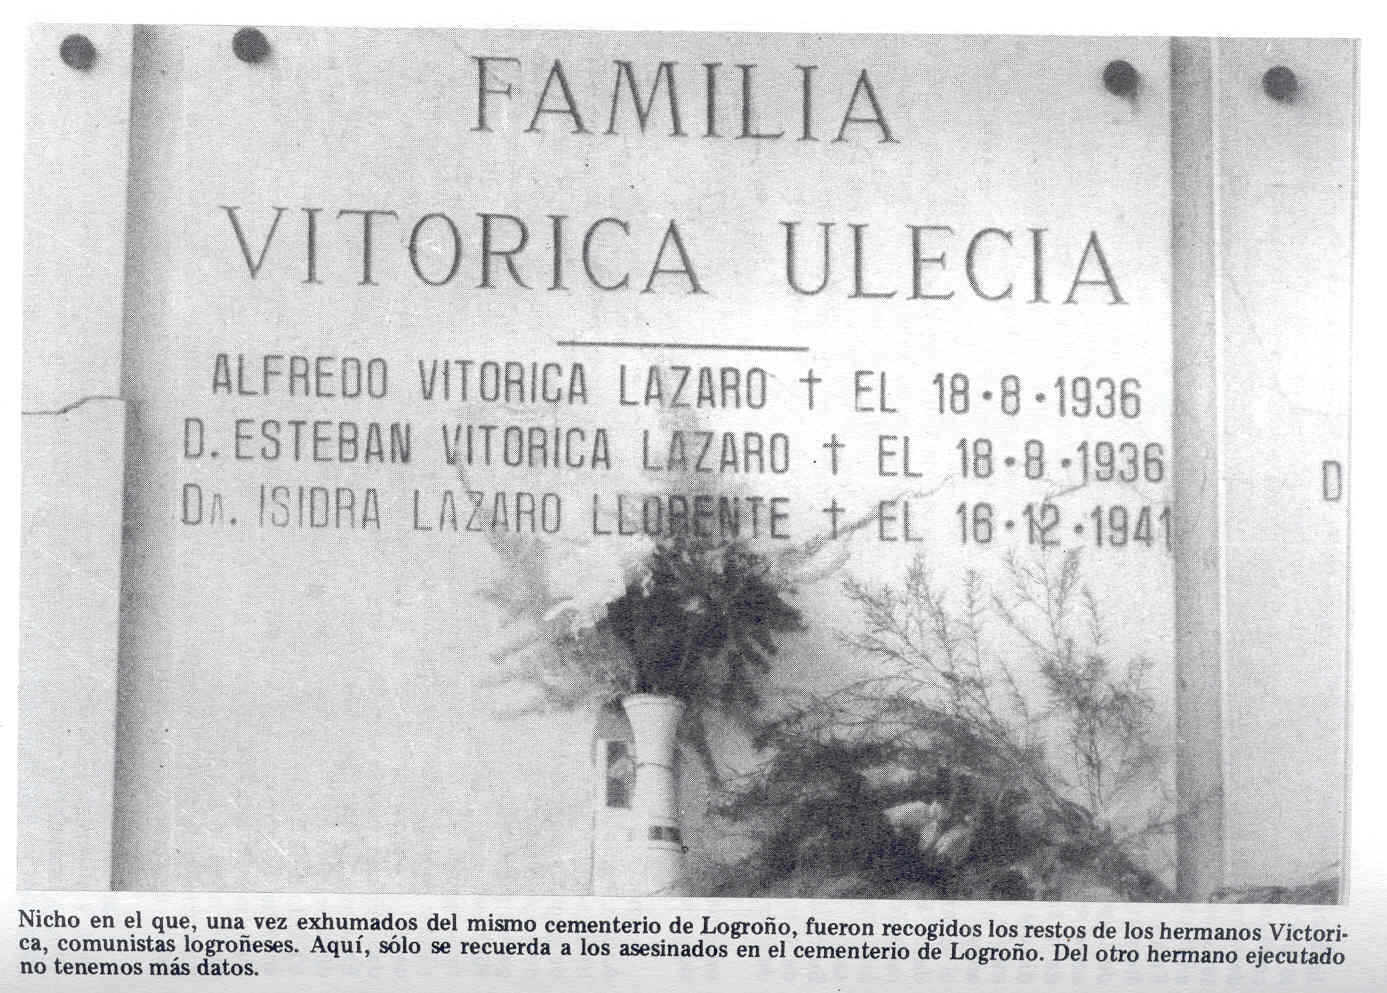 FAMILIA
VITORICA ULECIA
ALFREDO VITORICA LAZARO † EL 18·8·1936
D. ESTEBAN VITORICA LAZARO † EL 18·8·1936
DA. ISIDRA LAZARO LLORENTE † EL 16·12·1941
D
Nicho en el que, una vez exhumados del mismo cementerio de Logroño, fueron recogidos los restos de los hermanos Victori-
ca, comunistas logroñeses. Aquí, sólo se recuerda a los asesinados en el cementerio de Logroño. Del otro hermano ejecutado
no tenemos más datos.